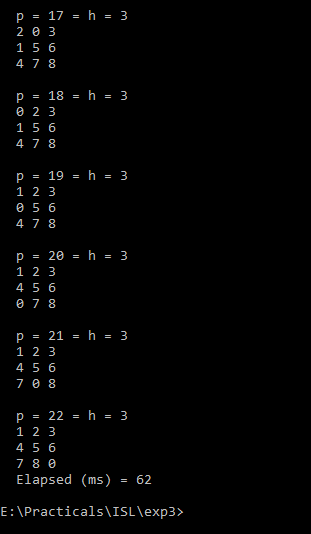 p = 17 = h = 3
2 0 3
1 5 6
4 7 8
p = 18 = h = 3
0 2 3
1 5 6
4 7 8
p = 19 = h = 3
1 2 3
0 5 6
4 7 8
p = 20 = h = 3
1 2 3
4 5 6
0 7 8
p = 21 = h = 3
1 2 3
4 5 6
7 0 8
p = 22 = h = 3
1 2 3
4 5 6
7 8 0
Elapsed (ms) = 62
E:\Practicals\ISL\exp3>